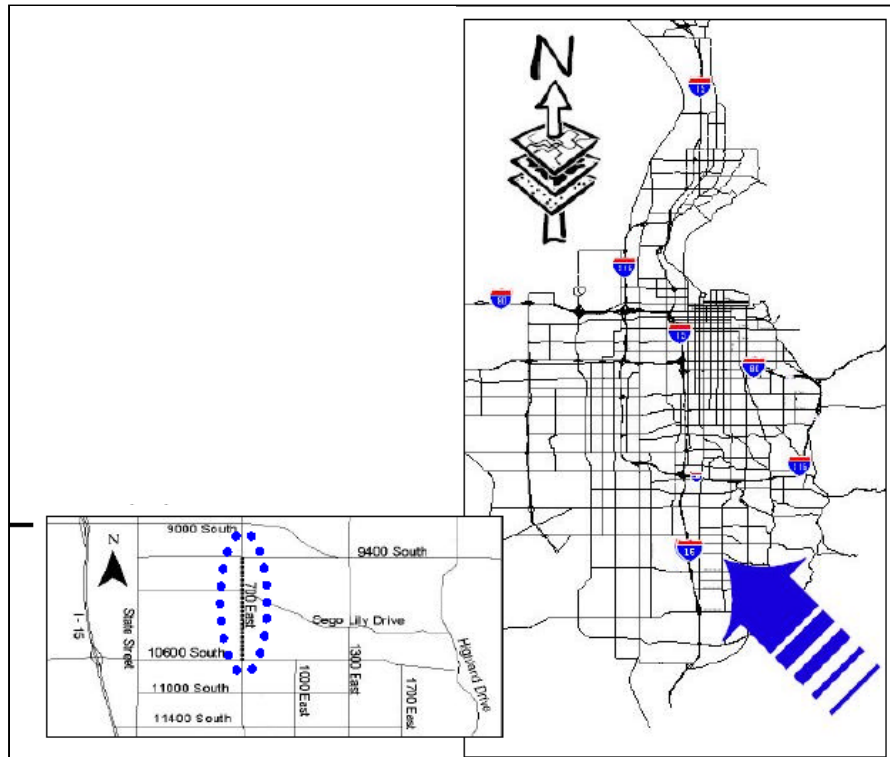 N
15
215
80
15
80
215
15
N
9000 South
9400 South
700 East
Sego Lily Drive
State Street
I - 15
10600 South
1300 East
Highland Drive
1000 East
11000 South
1700 East
11400 South